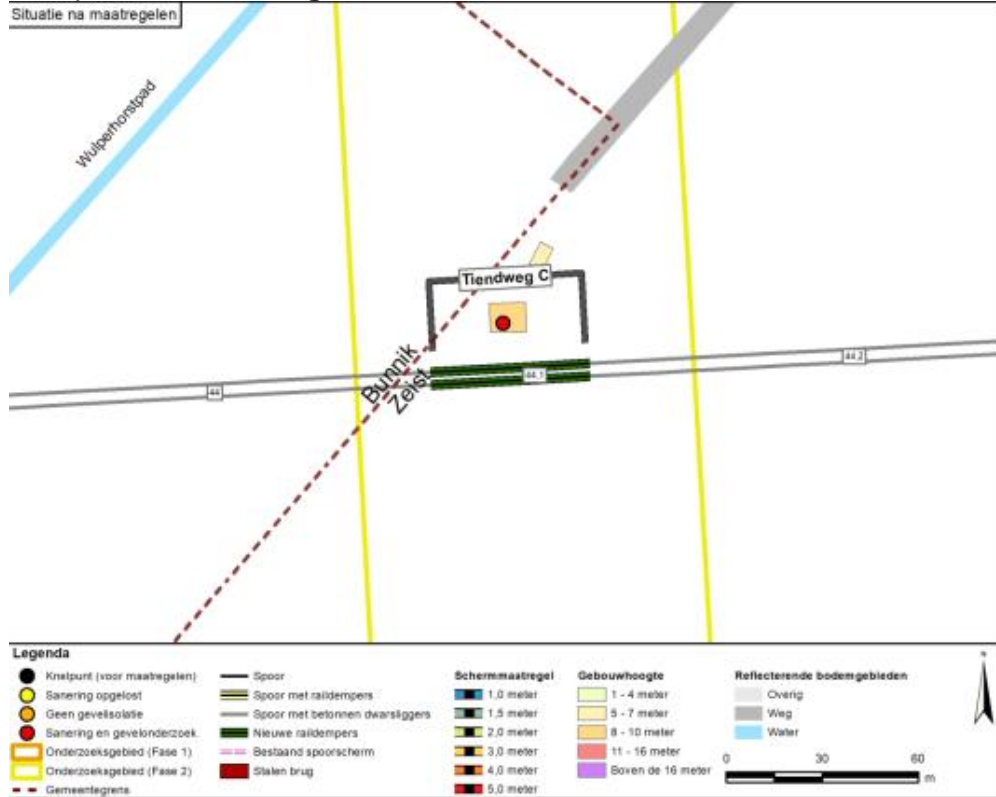 Situatie na maatregelen
Wulperhorstpad
Tiendweg C
Bunnik
Zeist
44
44,1
44,2
Legenda
Knelpunt (voor maatregelen)
Sanering opgelost
Geen gevelisolatie
Sanering en gevelonderzoek
Onderzoeksgebied (Fase 1)
Onderzoeksgebied (Fase 2)
Gemeentegrens
Spoor
Spoor met raildempers
Spoor met betonnen dwarsliggers
Nieuwe raildempers
Bestaand spoorscherm
Stalen brug
Schermmaatregel
1,0 meter
1,5 meter
2,0 meter
3,0 meter
4,0 meter
5,0 meter
Gebouwhoogte
1 - 4 meter
5 - 7 meter
8 - 10 meter
11 - 16 meter
Boven de 16 meter
Reflecterende bodemgebieden
Overig
Weg
Water
0 30 60
m